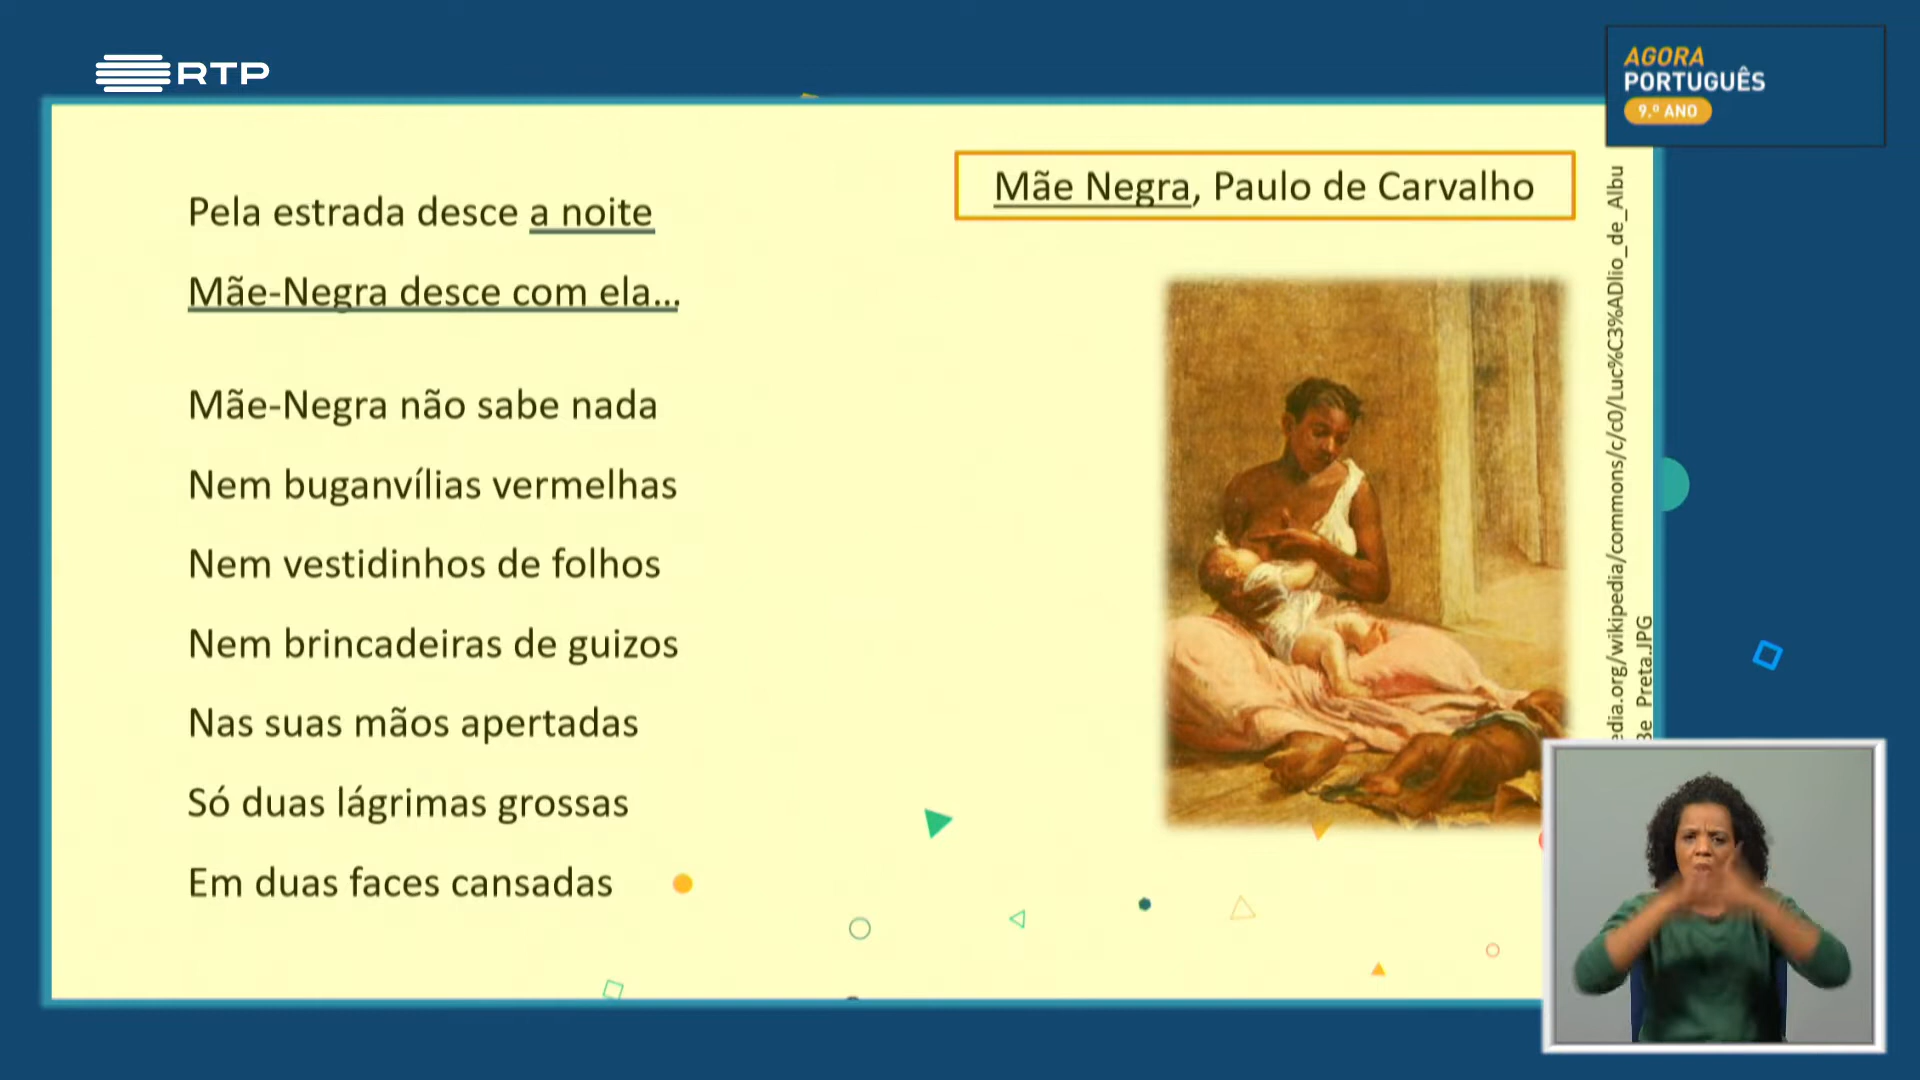 RTP
AGORA
PORTUGUÊS
9.º ANO
Mãe Negra, Paulo de Carvalho
Pela estrada desce a noite
Mãe-Negra desce com ela...
Mãe-Negra não sabe nada
Nem buganvílias vermelhas
Nem vestidinhos de folhos
Nem brincadeiras de guizos
Nas suas mãos apertadas
Só duas lágrimas grossas
Em duas faces cansadas
edia.org/wikipedia/commons/c/c0/Luc%C3%ADlio_de_Albu
Preta.JPG